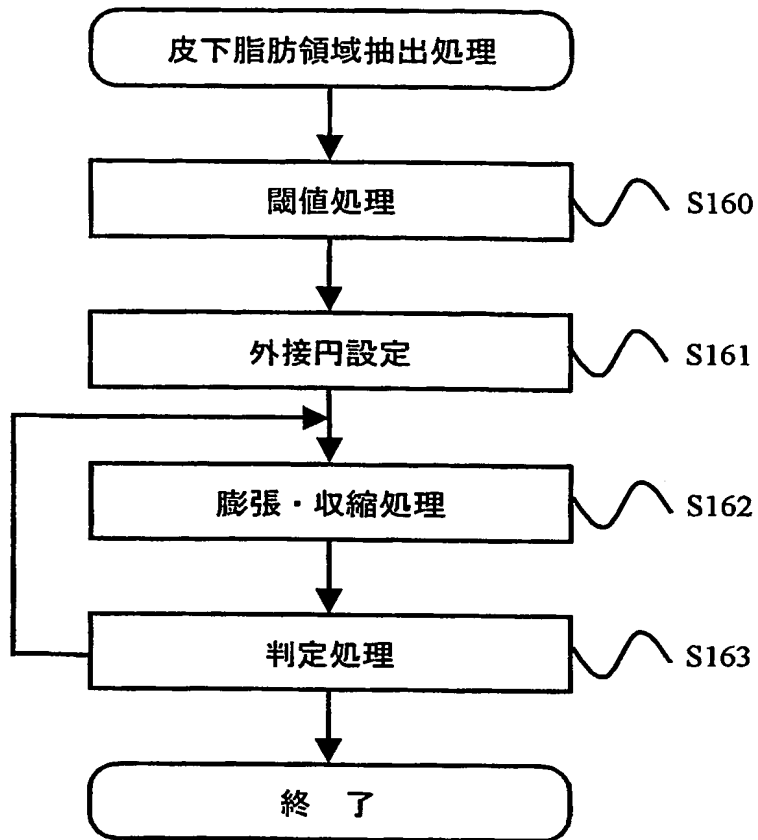 皮下脂肪領域抽出処理
閾値処理
S160
外接円設定
S161
膨張・収縮処理
S162
判定処理
S163
終 了